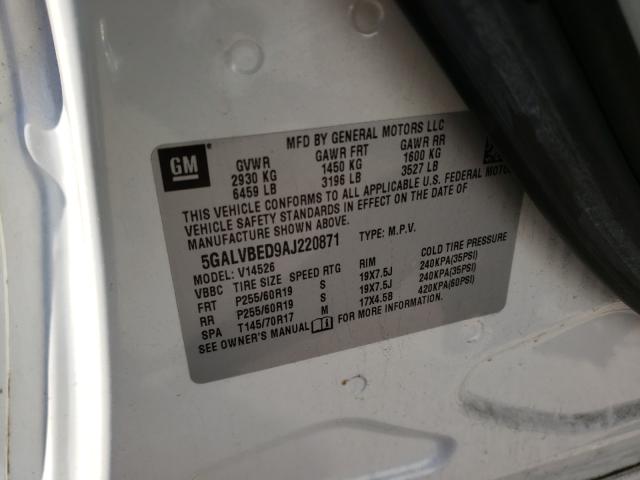 MFD BY GENERAL MOTORS LLC
GM
GVWR GAWR FRT GAWR RR
2930 KG 1450 KG 1600 KG
6459 LB 3196 LB 3527 LB
THIS VEHICLE CONFORMS TO ALL APPLICABLE U.S. FEDERAL MOTOR
VEHICLE SAFETY STANDARDS IN EFFECT ON THE DATE OF
MANUFACTURE SHOWN ABOVE.
5GALVBED9AJ220871 TYPE: M.P.V.
MODEL: V14526
VBBC TIRE SIZE SPEED RTG RIM COLD TIRE PRESSURE
FRT P255/60R19 S 19X7.5J 240KPA(35PSI)
RR P255/60R19 S 19X7.5J 240KPA(35PSI)
SPA T145/70R17 M 17X4.5B 420KPA(60PSI)
SEE OWNER'S MANUAL FOR MORE INFORMATION.